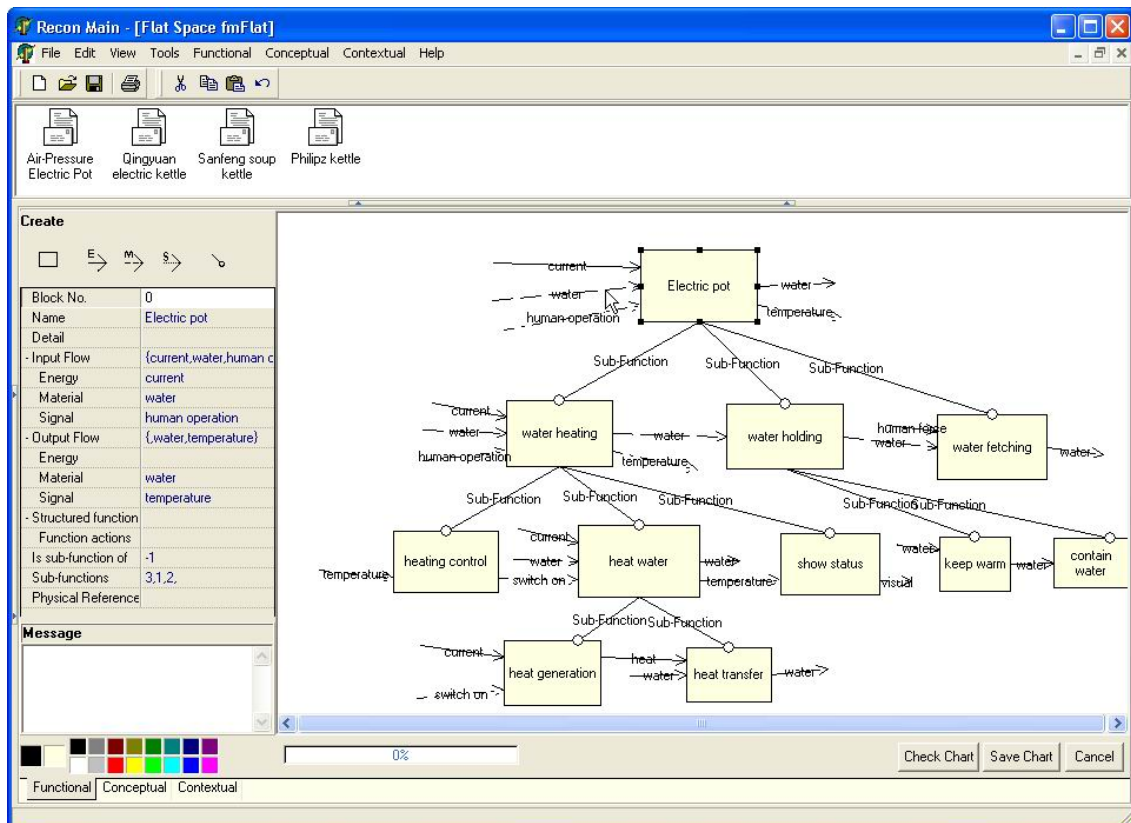 Recon Main - [Flat Space fmFlat]
File Edit View Tools Functional Conceptual Contextual Help
Air-Pressure
Electric Pot
Qingyuan
electric kettle
Sanfeng soup
kettle
Philipz kettle
Create
E M S
Block No. 0
Name Electric pot
Detail
- Input Flow {current,water,human c
Energy current
Material water
Signal human operation
- Output Flow {,water,temperature}
Energy
Material water
Signal temperature
- Structured function
Function actions
Is sub-function of -1
Sub-functions 3,1,2,
Physical Reference
Message
current
water
human operation
Electric pot
water
temperature
Sub-Function
Sub-Function
Sub-Function
current
water
human operation
water heating
water
temperature
water holding
human force
water
water fetching
water
Sub-Function
Sub-Function
Sub-Function
Sub-Function
Sub-Function
temperature
heating control
switch on
current
water
heat water
water
temperature
show status
visual
water
keep warm
water
contain
water
Sub-Function
Sub-Function
current
switch on
heat generation
heat
water
heat transfer
water
0%
Check Chart
Save Chart
Cancel
Functional Conceptual Contextual